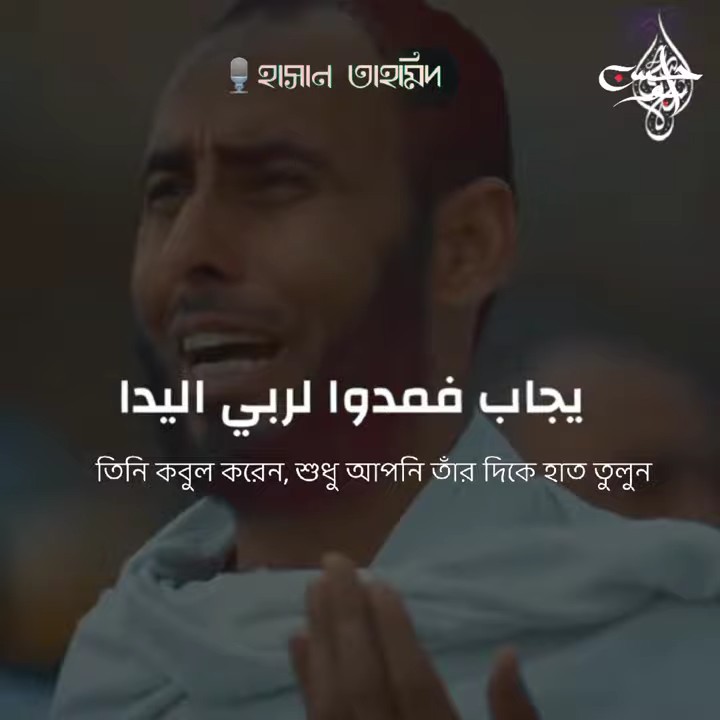 হাসান তাহমিদ
يجاب فمدوا لربي اليدا
তিনি কবুল করেন, শুধু আপনি তাঁর দিকে হাত তুলুন